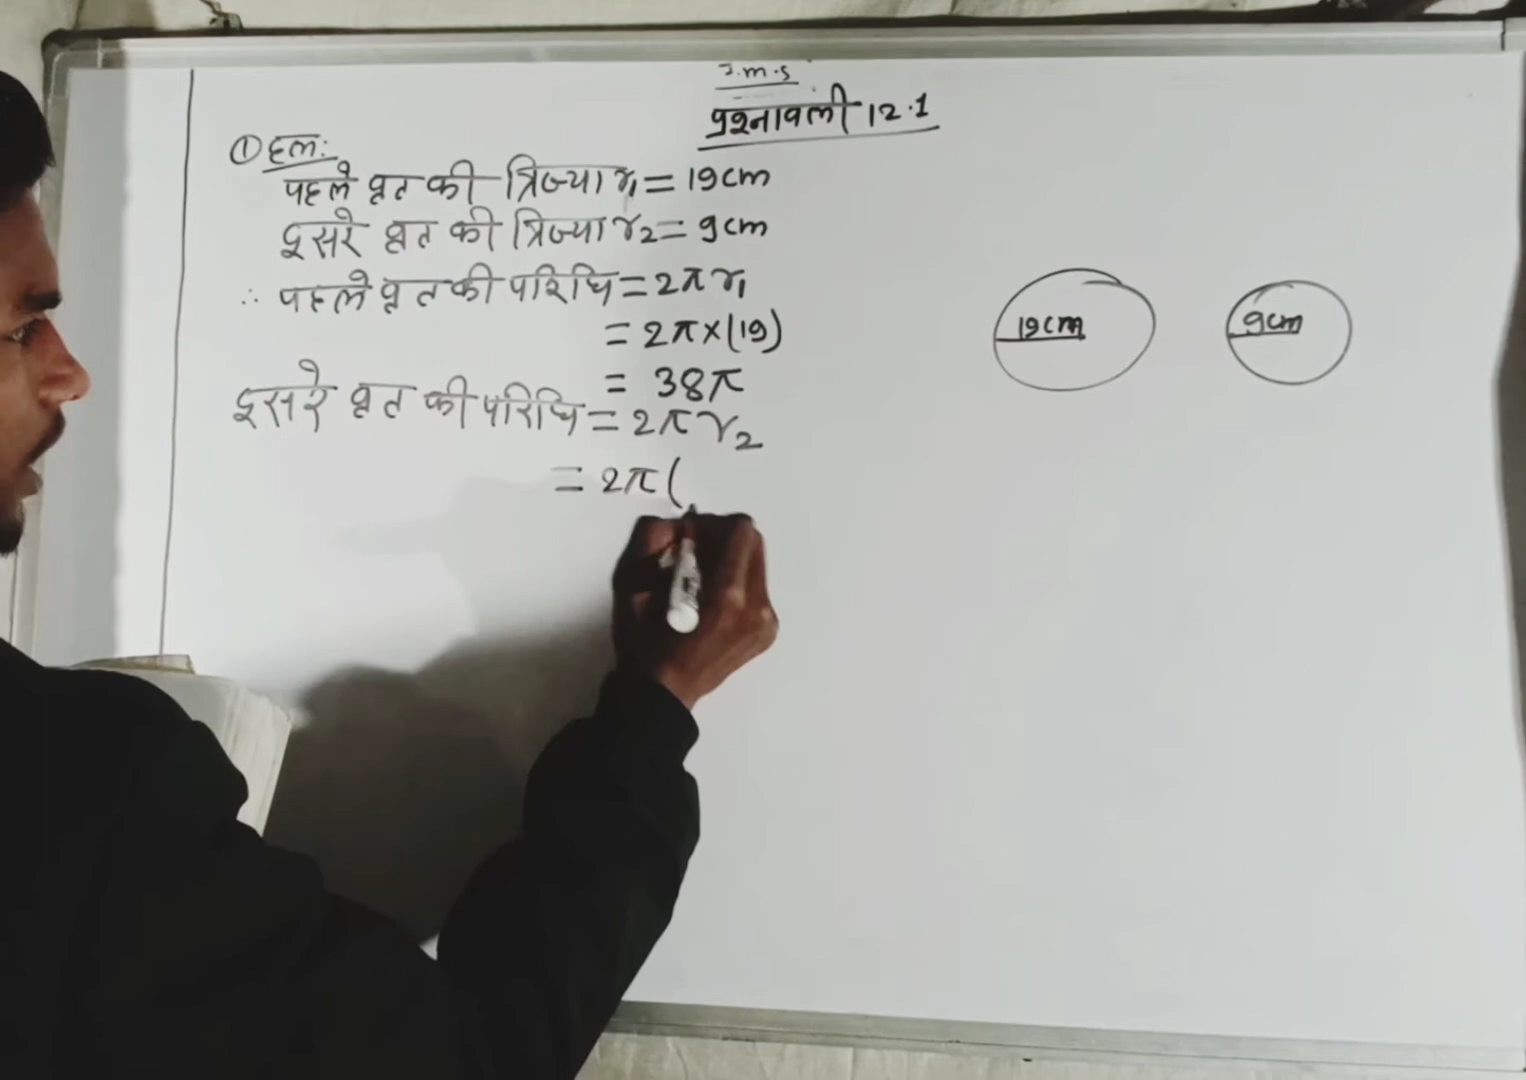 J.m.s
प्रश्नावली 12.1
① हल:
पहले वृत की त्रिज्या r₁ = 19cm
दूसरे वृत की त्रिज्या r₂ = 9cm
∴ पहले वृत की परिधि = 2πr₁
= 2π×(19)
= 38π
दूसरे वृत की परिधि = 2πr₂
= 2π(
19cm
9cm